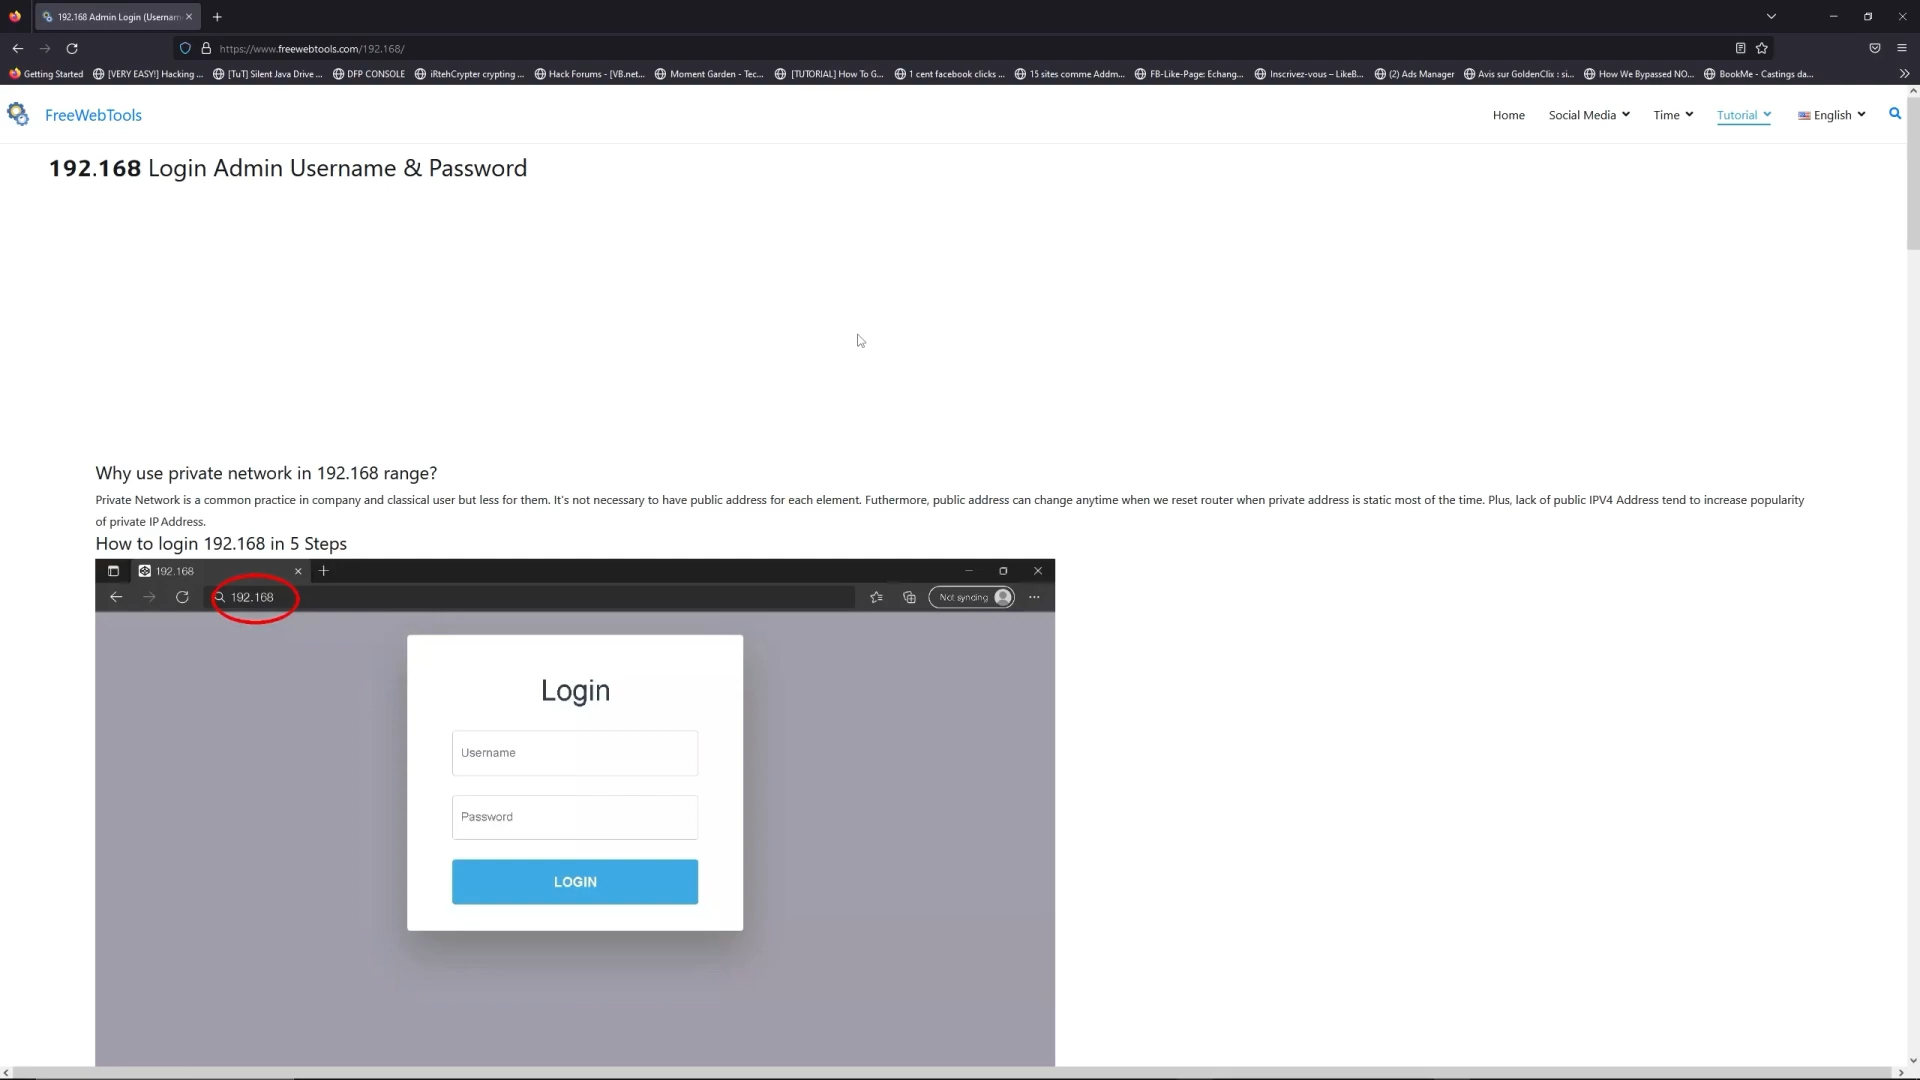 192.168 Admin Login (Usernam
https://www.freewebtools.com/192.168/
Getting Started
[VERY EASY!] Hacking ...
[TuT] Silent Java Drive ...
DFP CONSOLE
iRtehCrypter crypting ...
Hack Forums - [VB.net...
Moment Garden - Tec...
[TUTORIAL] How To G...
1 cent facebook clicks ...
15 sites comme Addm...
FB-Like-Page: Echang...
Inscrivez-vous – LikeB...
(2) Ads Manager
Avis sur GoldenClix : si...
How We Bypassed NO...
BookMe - Castings da...
FreeWebTools
Home
Social Media
Time
Tutorial
English
192.168 Login Admin Username & Password
Why use private network in 192.168 range?
Private Network is a common practice in company and classical user but less for them. It's not necessary to have public address for each element. Futhermore, public address can change anytime when we reset router when private address is static most of the time. Plus, lack of public IPV4 Address tend to increase popularity
of private IP Address.
How to login 192.168 in 5 Steps
192.168
192.168
Not syncing
Login
Username
Password
LOGIN